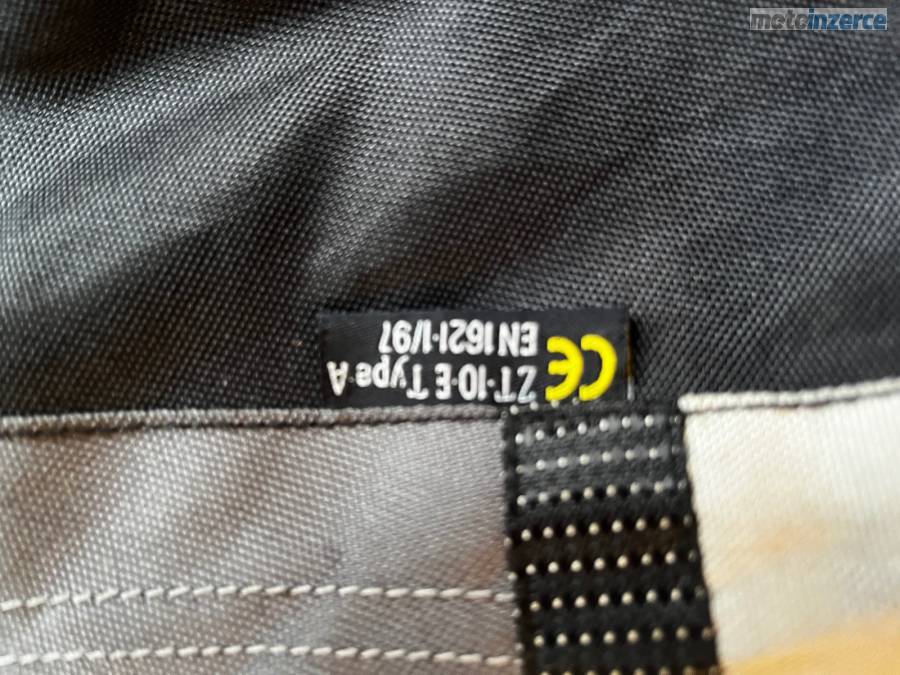 motoinzerce
CE
ZT-10-E Type A
EN 1621-1/97